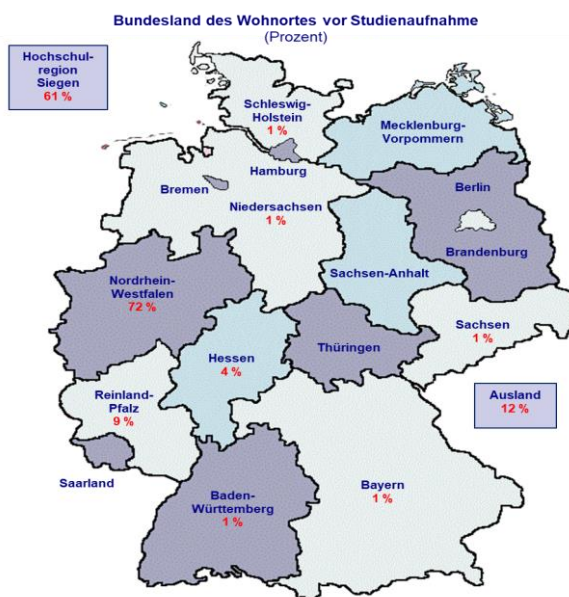 Bundesland des Wohnortes vor Studienaufnahme
(Prozent)
Hochschul-
region
Siegen
61 %
Schleswig-
Holstein
1 %
Mecklenburg-
Vorpommern
Hamburg
Bremen
Niedersachsen
1 %
Berlin
Brandenburg
Sachsen-Anhalt
Nordrhein-
Westfalen
72 %
Sachsen
1 %
Thüringen
Hessen
4 %
Reinland-
Pfalz
9 %
Ausland
12 %
Saarland
Bayern
1 %
Baden-
Württemberg
1 %